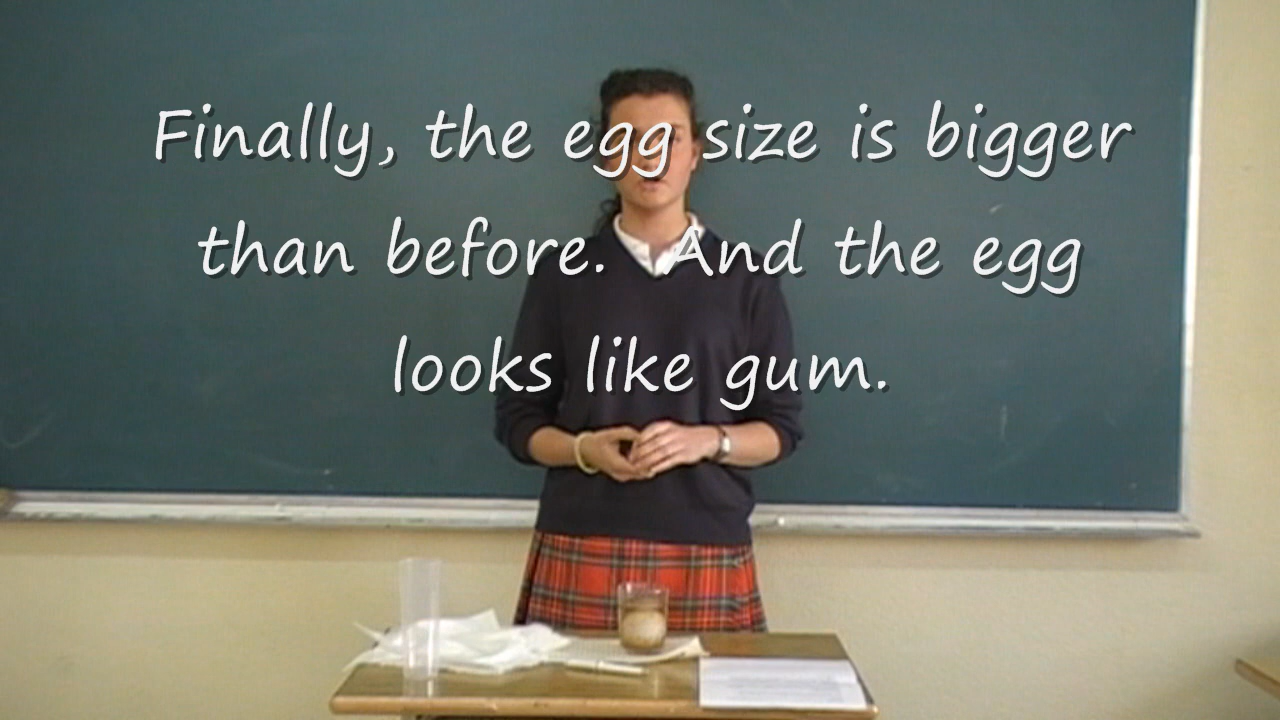 Finally, the egg size is bigger
than before. And the egg
looks like gum.